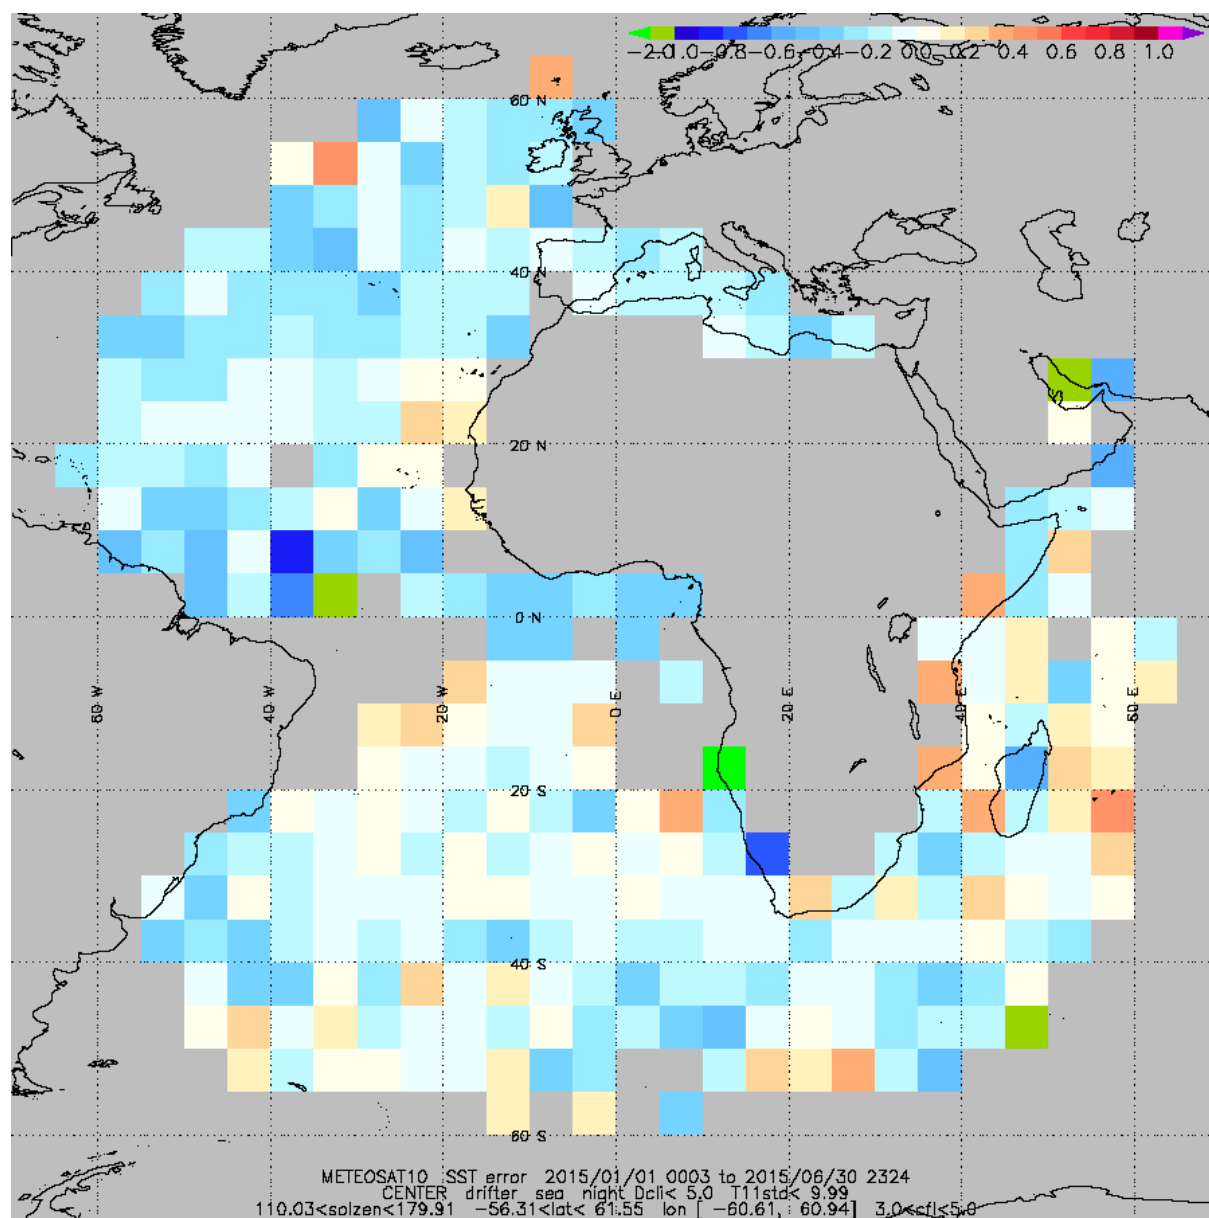 -2.0 -1.0 -0.8 -0.6 -0.4 -0.2 0.0 0.2 0.4 0.6 0.8 1.0
60 N
40 N
20 N
0 N
60 W 40 W 20 W 0 E 20 E 40 E 60 E
20 S
40 S
60 S
METEOSAT10 SST error 2015/01/01 0003 to 2015/06/30 2324
CENTER drifter sea night Dcli< 5.0 T11std< 9.99
110.03<solzen<179.91 -56.31<lat< 61.55 lon [ -60.61, 60.94] 3.0<cfl<5.0